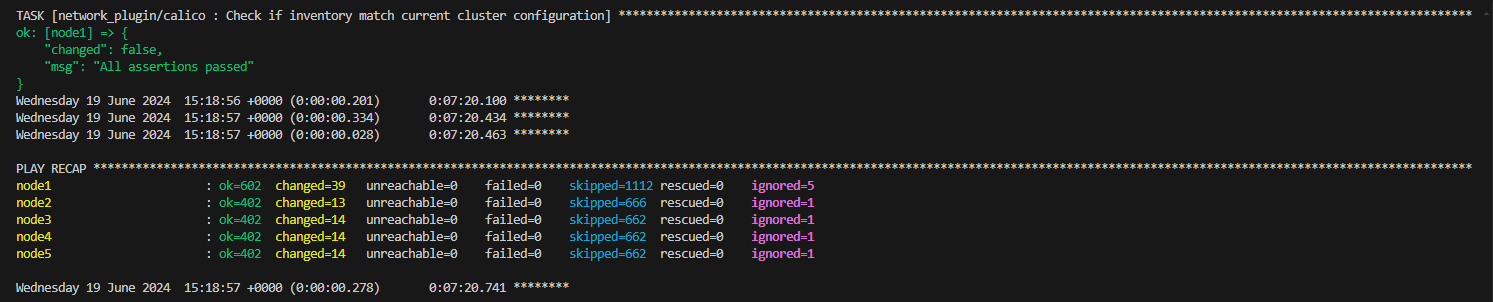 TASK [network_plugin/calico : Check if inventory match current cluster configuration] **************************************************************************************************************************
ok: [node1] => {
    "changed": false,
    "msg": "All assertions passed"
}
Wednesday 19 June 2024  15:18:56 +0000 (0:00:00.201)       0:07:20.100 ********
Wednesday 19 June 2024  15:18:57 +0000 (0:00:00.334)       0:07:20.434 ********
Wednesday 19 June 2024  15:18:57 +0000 (0:00:00.028)       0:07:20.463 ********

PLAY RECAP *****************************************************************************************************************************************************************************************************
node1                      : ok=602  changed=39   unreachable=0    failed=0    skipped=1112 rescued=0    ignored=5
node2                      : ok=402  changed=13   unreachable=0    failed=0    skipped=666  rescued=0    ignored=1
node3                      : ok=402  changed=14   unreachable=0    failed=0    skipped=662  rescued=0    ignored=1
node4                      : ok=402  changed=14   unreachable=0    failed=0    skipped=662  rescued=0    ignored=1
node5                      : ok=402  changed=14   unreachable=0    failed=0    skipped=662  rescued=0    ignored=1

Wednesday 19 June 2024  15:18:57 +0000 (0:00:00.278)       0:07:20.741 ********